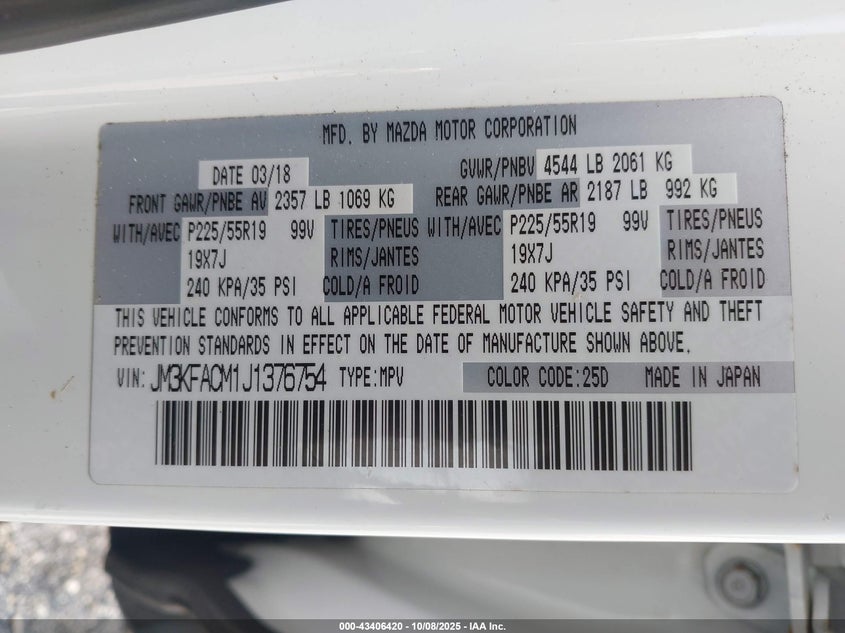 MFD. BY MAZDA MOTOR CORPORATION
DATE 03/18 GVWR/PNBV 4544 LB 2061 KG
FRONT GAWR/PNBE AV 2357 LB 1069 KG REAR GAWR/PNBE AR 2187 LB 992 KG
WITH/AVEC P225/55R19 99V TIRES/PNEUS WITH/AVEC P225/55R19 99V TIRES/PNEUS
19X7J RIMS/JANTES 19X7J RIMS/JANTES
240 KPA/35 PSI COLD/A FROID 240 KPA/35 PSI COLD/A FROID
THIS VEHICLE CONFORMS TO ALL APPLICABLE FEDERAL MOTOR VEHICLE SAFETY AND THEFT
PREVENTION STANDARDS IN EFFECT ON THE DATE OF MANUFACTURE SHOWN ABOVE.
VIN: JM3KFACM1J1376754 TYPE:MPV COLOR CODE:25D MADE IN JAPAN
000-43406420 - 10/08/2025 - IAA Inc.